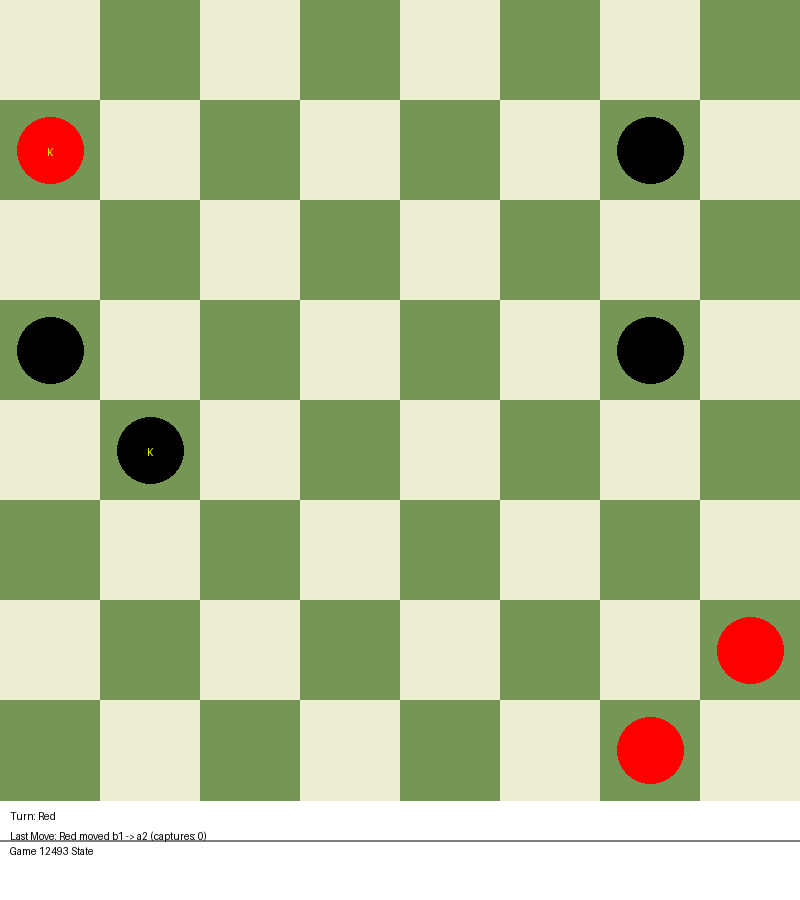 K
K
Turn: Red
Last Move: Red moved b1 -> a2 (captures: 0)
Game 12493 State